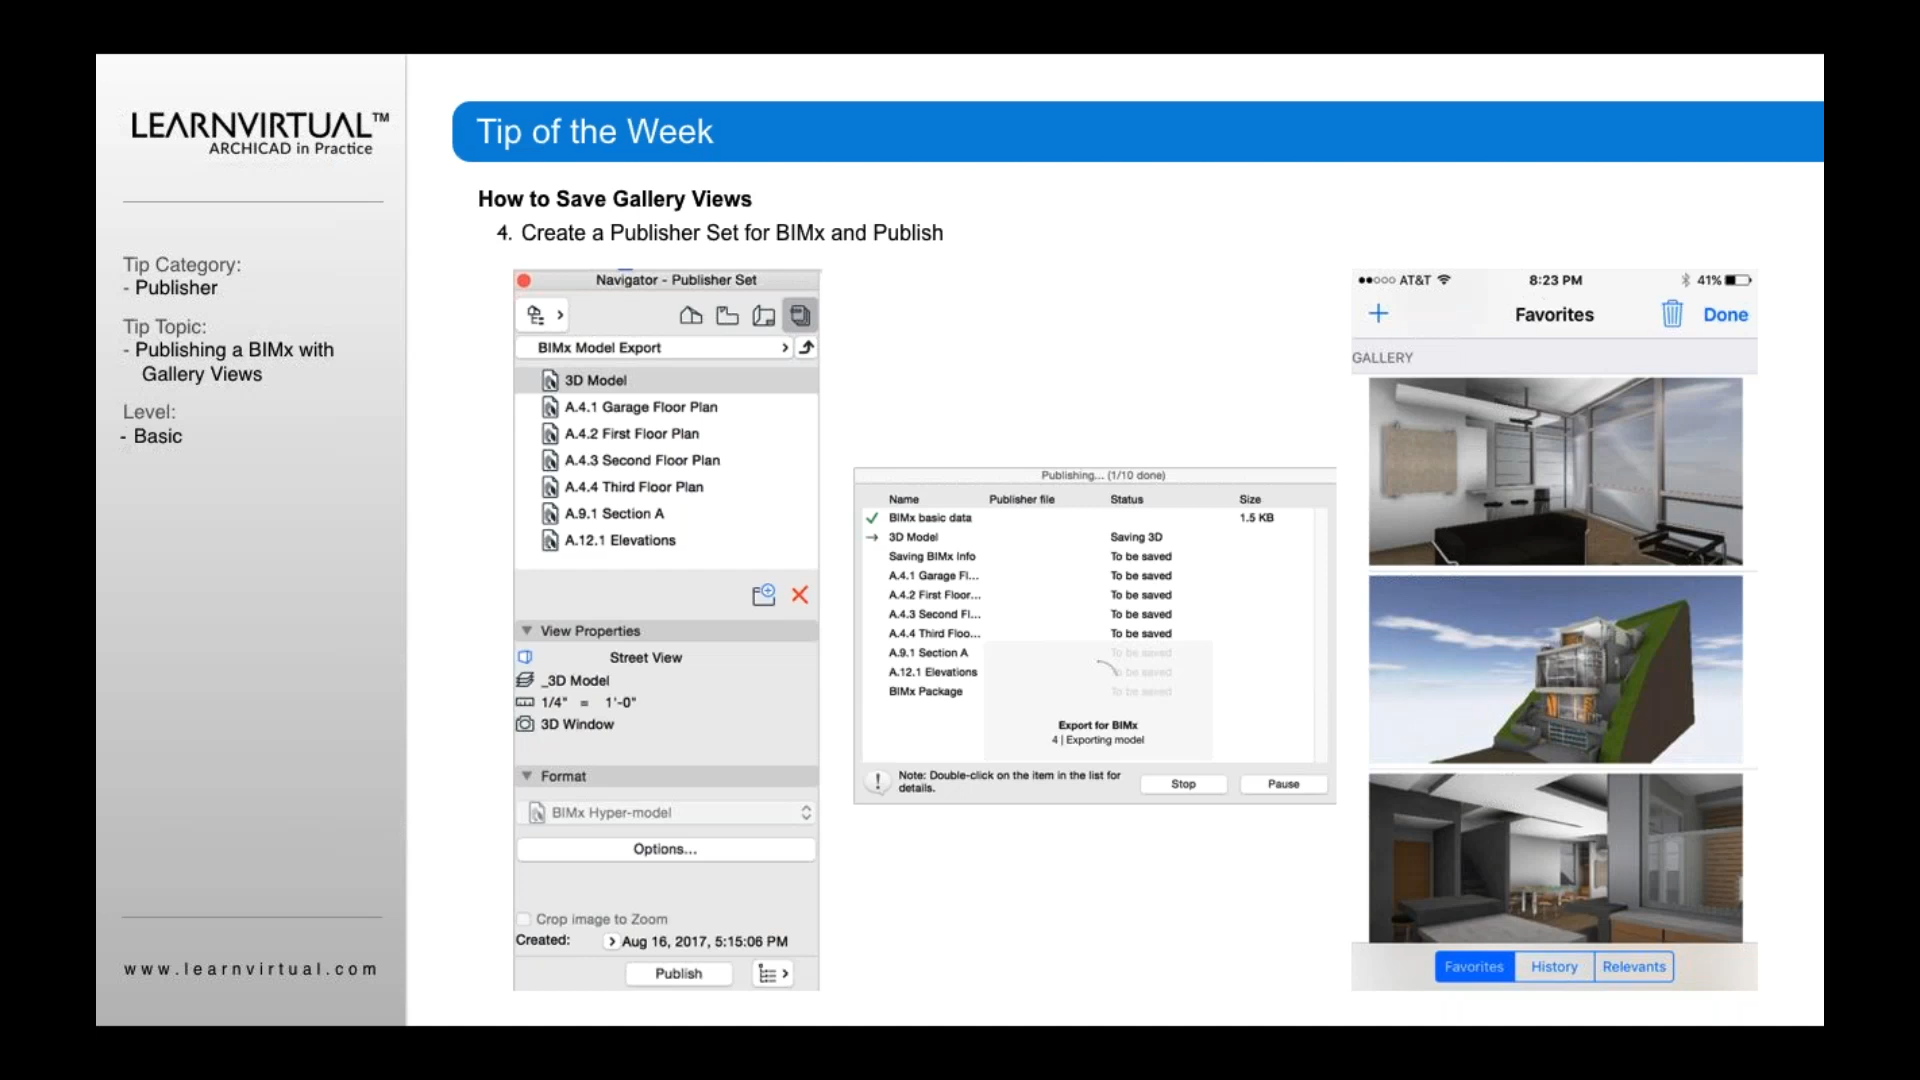 LEARNVIRTUAL™
ARCHICAD in Practice
Tip Category:
- Publisher
Tip Topic:
- Publishing a BIMx with
Gallery Views
Level:
- Basic
www.learnvirtual.com
Tip of the Week
How to Save Gallery Views
4. Create a Publisher Set for BIMx and Publish
Navigator - Publisher Set
BIMx Model Export
3D Model
A.4.1 Garage Floor Plan
A.4.2 First Floor Plan
A.4.3 Second Floor Plan
A.4.4 Third Floor Plan
A.9.1 Section A
A.12.1 Elevations
View Properties
Street View
_3D Model
1/4" = 1'-0"
3D Window
Format
BIMx Hyper-model
Options...
Crop image to Zoom
Created: Aug 16, 2017, 5:15:06 PM
Publish
Publishing... (1/10 done)
Name Publisher file Status Size
BIMx basic data 1.5 KB
3D Model Saving 3D
Saving BIMx Info To be saved
A.4.1 Garage Fl... To be saved
A.4.2 First Floor... To be saved
A.4.3 Second Fl... To be saved
A.4.4 Third Floo... To be saved
A.9.1 Section A To be saved
A.12.1 Elevations To be saved
BIMx Package To be saved
Export for BIMx
4 | Exporting model
Note: Double-click on the item in the list for
details.
Stop Pause
AT&T 8:23 PM 41%
Favorites Done
GALLERY
Favorites History Relevants